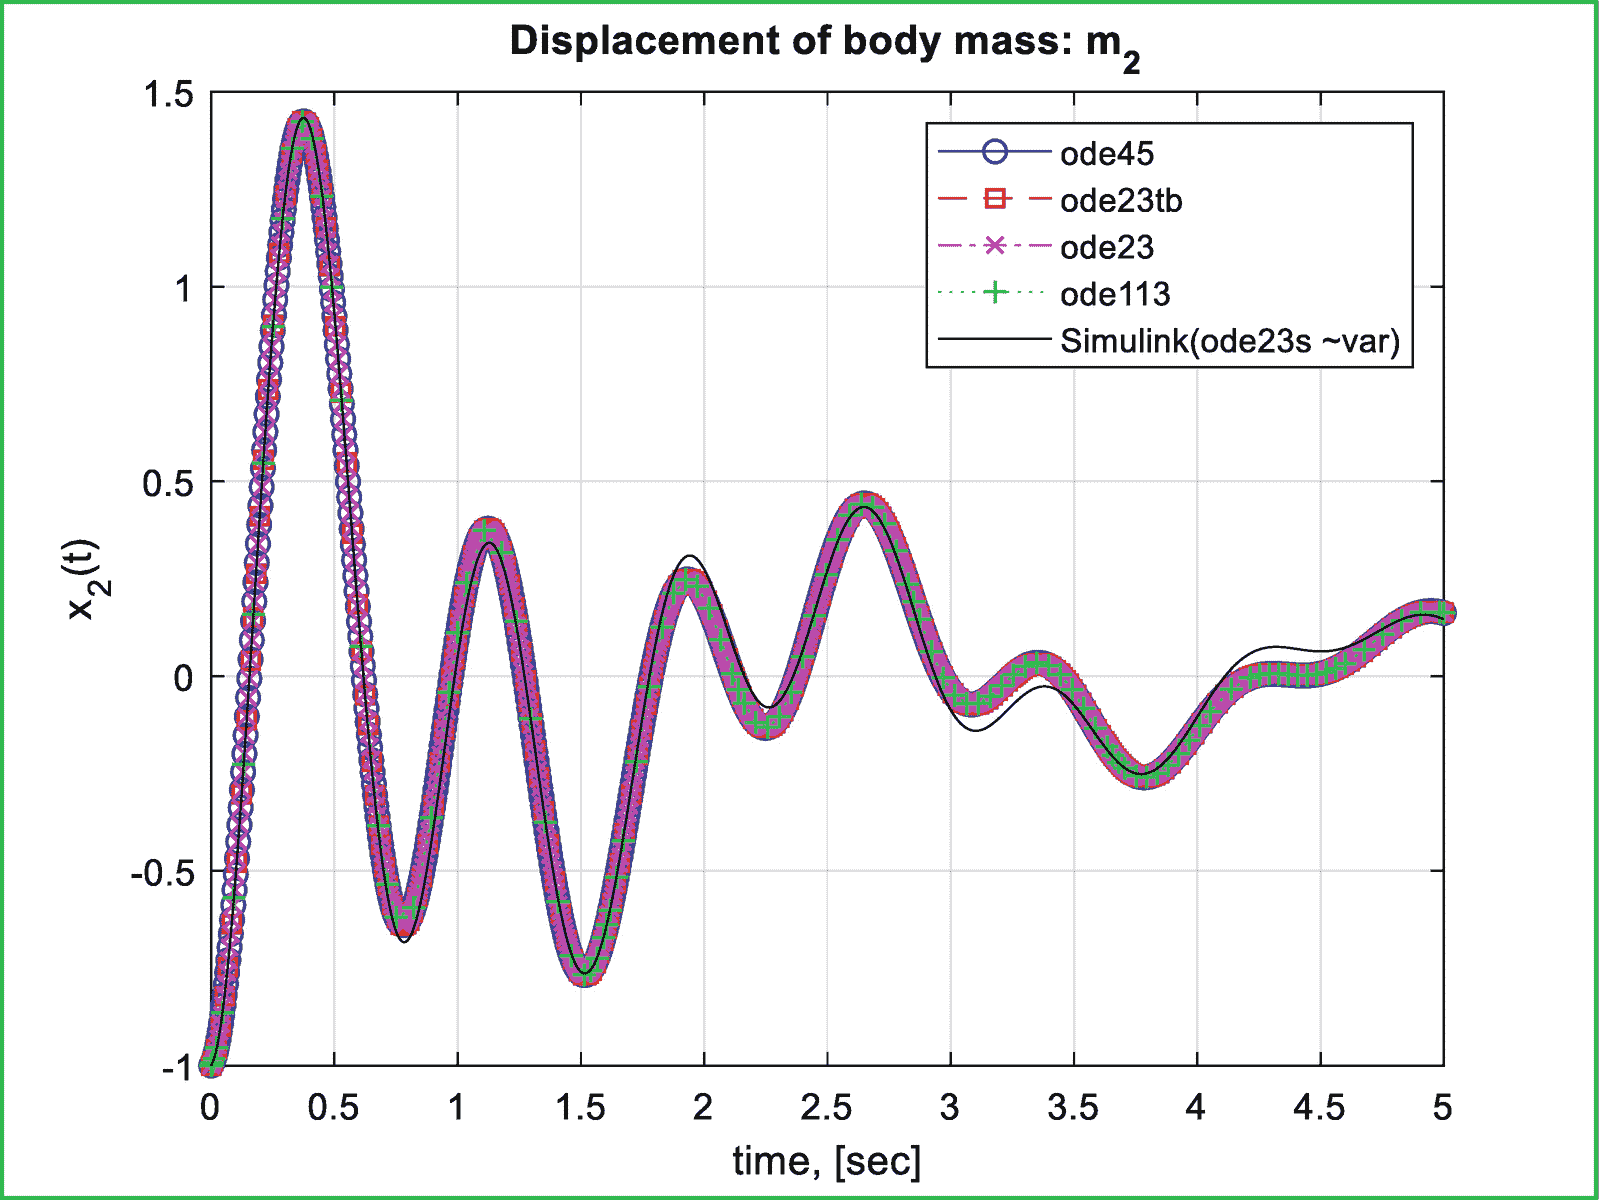 Displacement of body mass: m₂
1.5
1
0.5
0
-0.5
-1
x₂(t)
ode45
ode23tb
ode23
ode113
Simulink(ode23s ~var)
0 0.5 1 1.5 2 2.5 3 3.5 4 4.5 5
time, [sec]